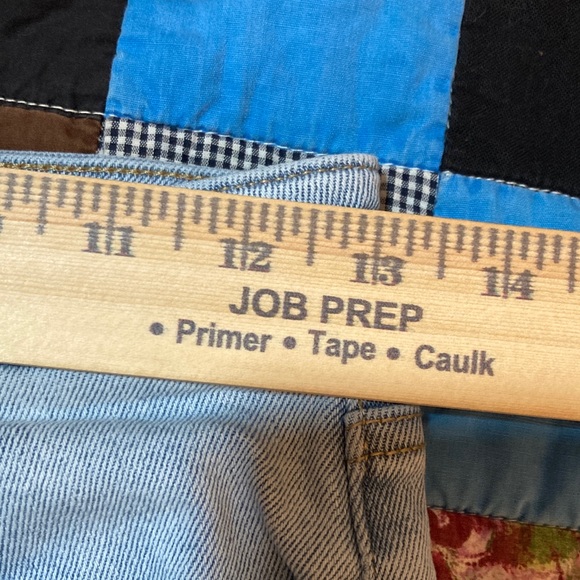 11 12 13 14
JOB PREP
• Primer • Tape • Caulk